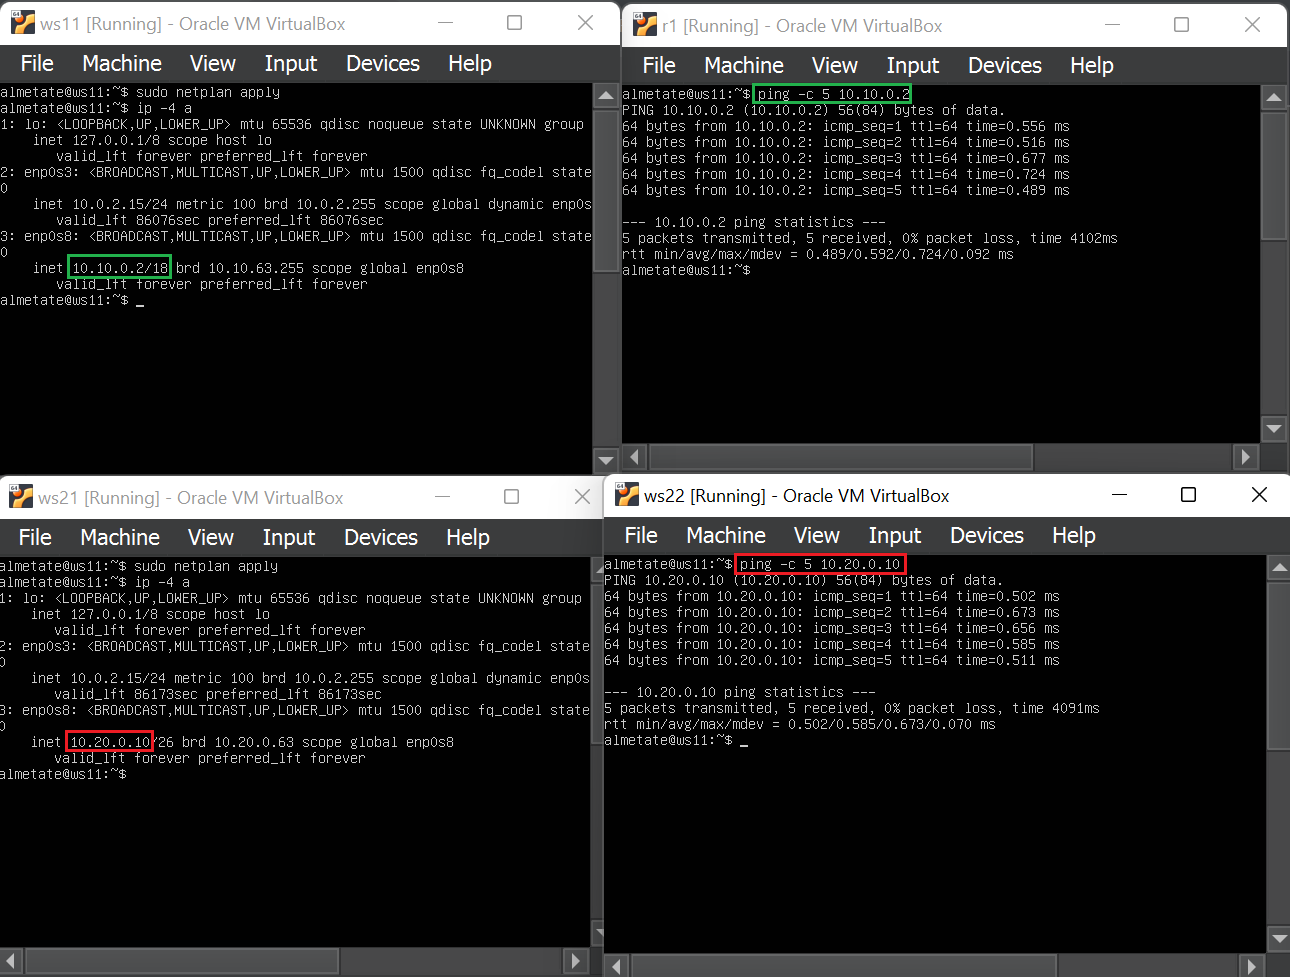 ws11 [Running] - Oracle VM VirtualBox
File Machine View Input Devices Help
almetate@ws11:~$ sudo netplan apply
almetate@ws11:~$ ip -4 a
1: lo: <LOOPBACK,UP,LOWER_UP> mtu 65536 qdisc noqueue state UNKNOWN group
inet 127.0.0.1/8 scope host lo
valid_lft forever preferred_lft forever
2: enp0s3: <BROADCAST,MULTICAST,UP,LOWER_UP> mtu 1500 qdisc fq_codel state
0
inet 10.0.2.15/24 metric 100 brd 10.0.2.255 scope global dynamic enp0s
valid_lft 86076sec preferred_lft 86076sec
3: enp0s8: <BROADCAST,MULTICAST,UP,LOWER_UP> mtu 1500 qdisc fq_codel state
0
inet 10.10.0.2/18 brd 10.10.63.255 scope global enp0s8
valid_lft forever preferred_lft forever
almetate@ws11:~$ _
r1 [Running] - Oracle VM VirtualBox
File Machine View Input Devices Help
almetate@ws11:~$ ping -c 5 10.10.0.2
PING 10.10.0.2 (10.10.0.2) 56(84) bytes of data.
64 bytes from 10.10.0.2: icmp_seq=1 ttl=64 time=0.556 ms
64 bytes from 10.10.0.2: icmp_seq=2 ttl=64 time=0.516 ms
64 bytes from 10.10.0.2: icmp_seq=3 ttl=64 time=0.677 ms
64 bytes from 10.10.0.2: icmp_seq=4 ttl=64 time=0.724 ms
64 bytes from 10.10.0.2: icmp_seq=5 ttl=64 time=0.489 ms
--- 10.10.0.2 ping statistics ---
5 packets transmitted, 5 received, 0% packet loss, time 4102ms
rtt min/avg/max/mdev = 0.489/0.592/0.724/0.092 ms
almetate@ws11:~$
ws21 [Running] - Oracle VM VirtualBox
File Machine View Input Devices Help
almetate@ws11:~$ sudo netplan apply
almetate@ws11:~$ ip -4 a
1: lo: <LOOPBACK,UP,LOWER_UP> mtu 65536 qdisc noqueue state UNKNOWN group
inet 127.0.0.1/8 scope host lo
valid_lft forever preferred_lft forever
2: enp0s3: <BROADCAST,MULTICAST,UP,LOWER_UP> mtu 1500 qdisc fq_codel state
0
inet 10.0.2.15/24 metric 100 brd 10.0.2.255 scope global dynamic enp0s
valid_lft 86173sec preferred_lft 86173sec
3: enp0s8: <BROADCAST,MULTICAST,UP,LOWER_UP> mtu 1500 qdisc fq_codel state
0
inet 10.20.0.10/26 brd 10.20.0.63 scope global enp0s8
valid_lft forever preferred_lft forever
almetate@ws11:~$
ws22 [Running] - Oracle VM VirtualBox
File Machine View Input Devices Help
almetate@ws11:~$ ping -c 5 10.20.0.10
PING 10.20.0.10 (10.20.0.10) 56(84) bytes of data.
64 bytes from 10.20.0.10: icmp_seq=1 ttl=64 time=0.502 ms
64 bytes from 10.20.0.10: icmp_seq=2 ttl=64 time=0.673 ms
64 bytes from 10.20.0.10: icmp_seq=3 ttl=64 time=0.656 ms
64 bytes from 10.20.0.10: icmp_seq=4 ttl=64 time=0.585 ms
64 bytes from 10.20.0.10: icmp_seq=5 ttl=64 time=0.511 ms
--- 10.20.0.10 ping statistics ---
5 packets transmitted, 5 received, 0% packet loss, time 4091ms
rtt min/avg/max/mdev = 0.502/0.585/0.673/0.070 ms
almetate@ws11:~$ _